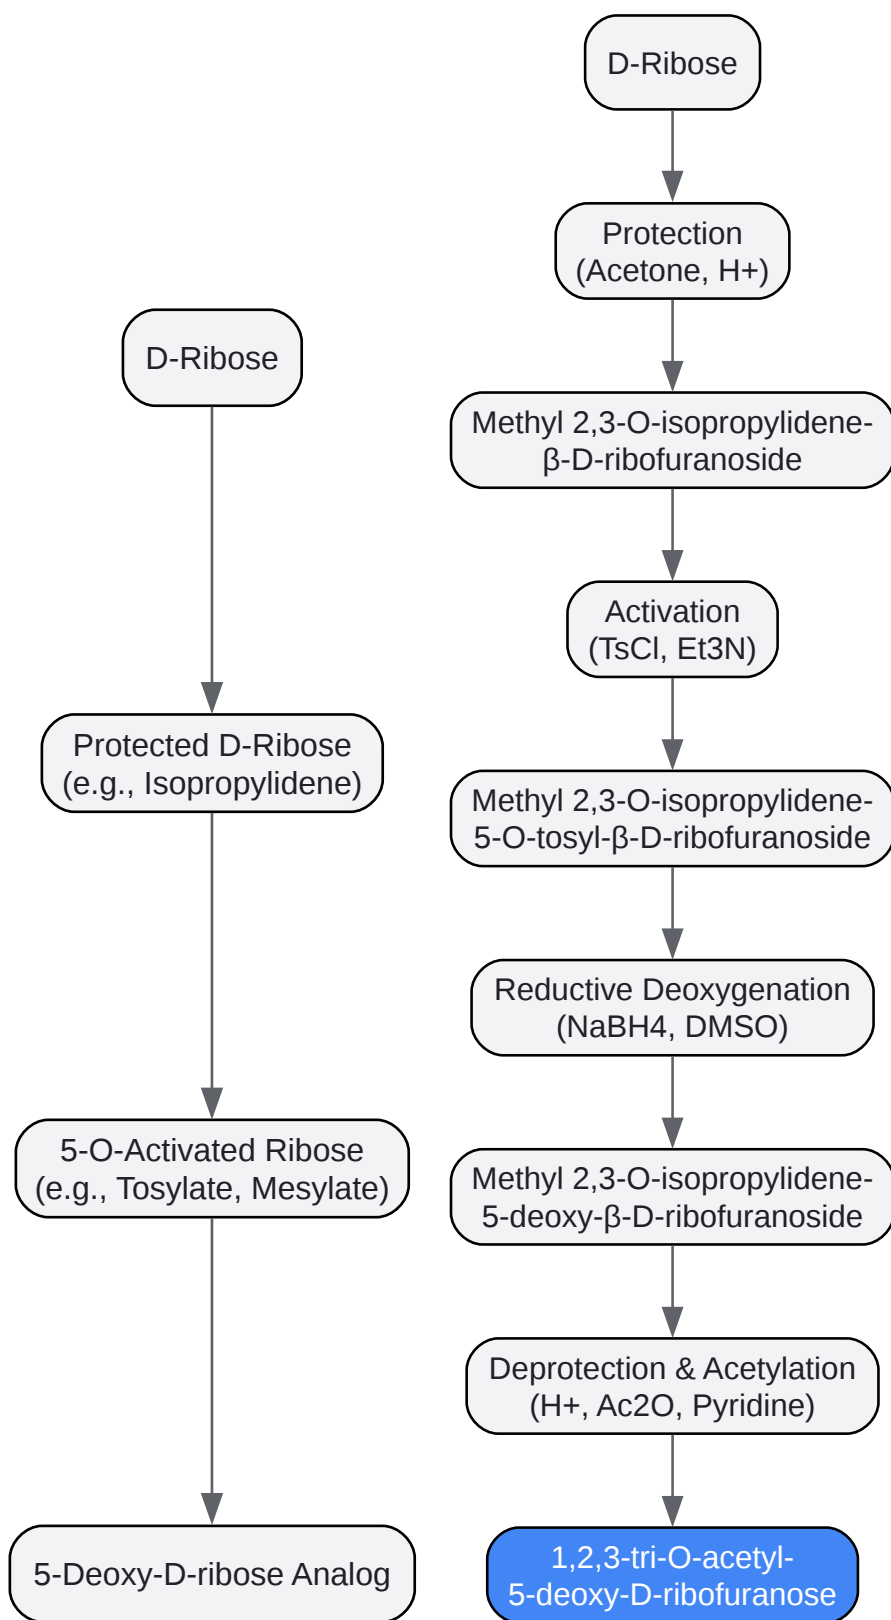 D-Ribose
Protected D-Ribose
(e.g., Isopropylidene)
5-O-Activated Ribose
(e.g., Tosylate, Mesylate)
5-Deoxy-D-ribose Analog
D-Ribose
Protection
(Acetone, H+)
Methyl 2,3-O-isopropylidene-
β-D-ribofuranoside
Activation
(TsCl, Et3N)
Methyl 2,3-O-isopropylidene-
5-O-tosyl-β-D-ribofuranoside
Reductive Deoxygenation
(NaBH4, DMSO)
Methyl 2,3-O-isopropylidene-
5-deoxy-β-D-ribofuranoside
Deprotection & Acetylation
(H+, Ac2O, Pyridine)
1,2,3-tri-O-acetyl-
5-deoxy-D-ribofuranose